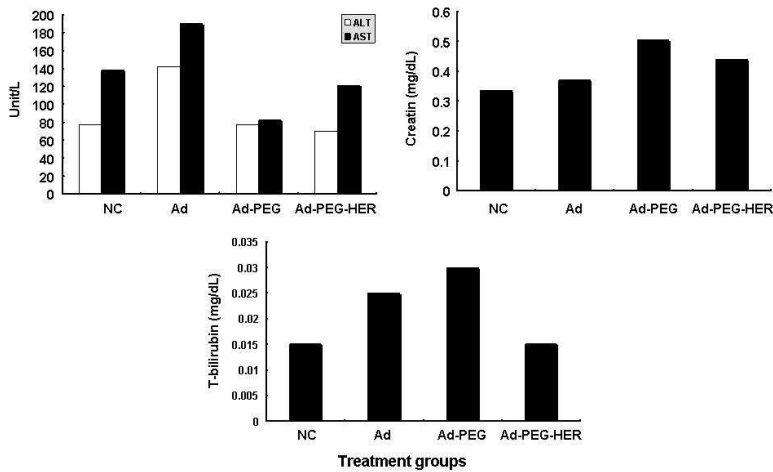 200
180
160
140
120
100
80
60
40
20
0
Unit/L
ALT
AST
NC Ad Ad-PEG Ad-PEG-HER
0.6
0.5
0.4
0.3
0.2
0.1
0
Creatin (mg/dL)
NC Ad Ad-PEG Ad-PEG-HER
0.035
0.03
0.025
0.02
0.015
0.01
0.005
0
T-bilirubin (mg/dL)
NC Ad Ad-PEG Ad-PEG-HER
Treatment groups